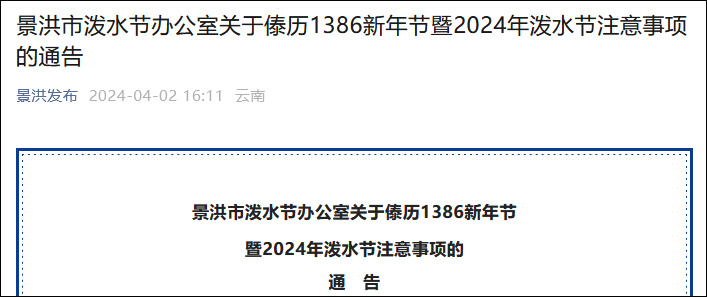 景洪市泼水节办公室关于傣历1386新年节暨2024年泼水节注意事项
的通告
景洪发布 2024-04-02 16:11 云南
景洪市泼水节办公室关于傣历1386新年节
暨2024年泼水节注意事项的
通 告